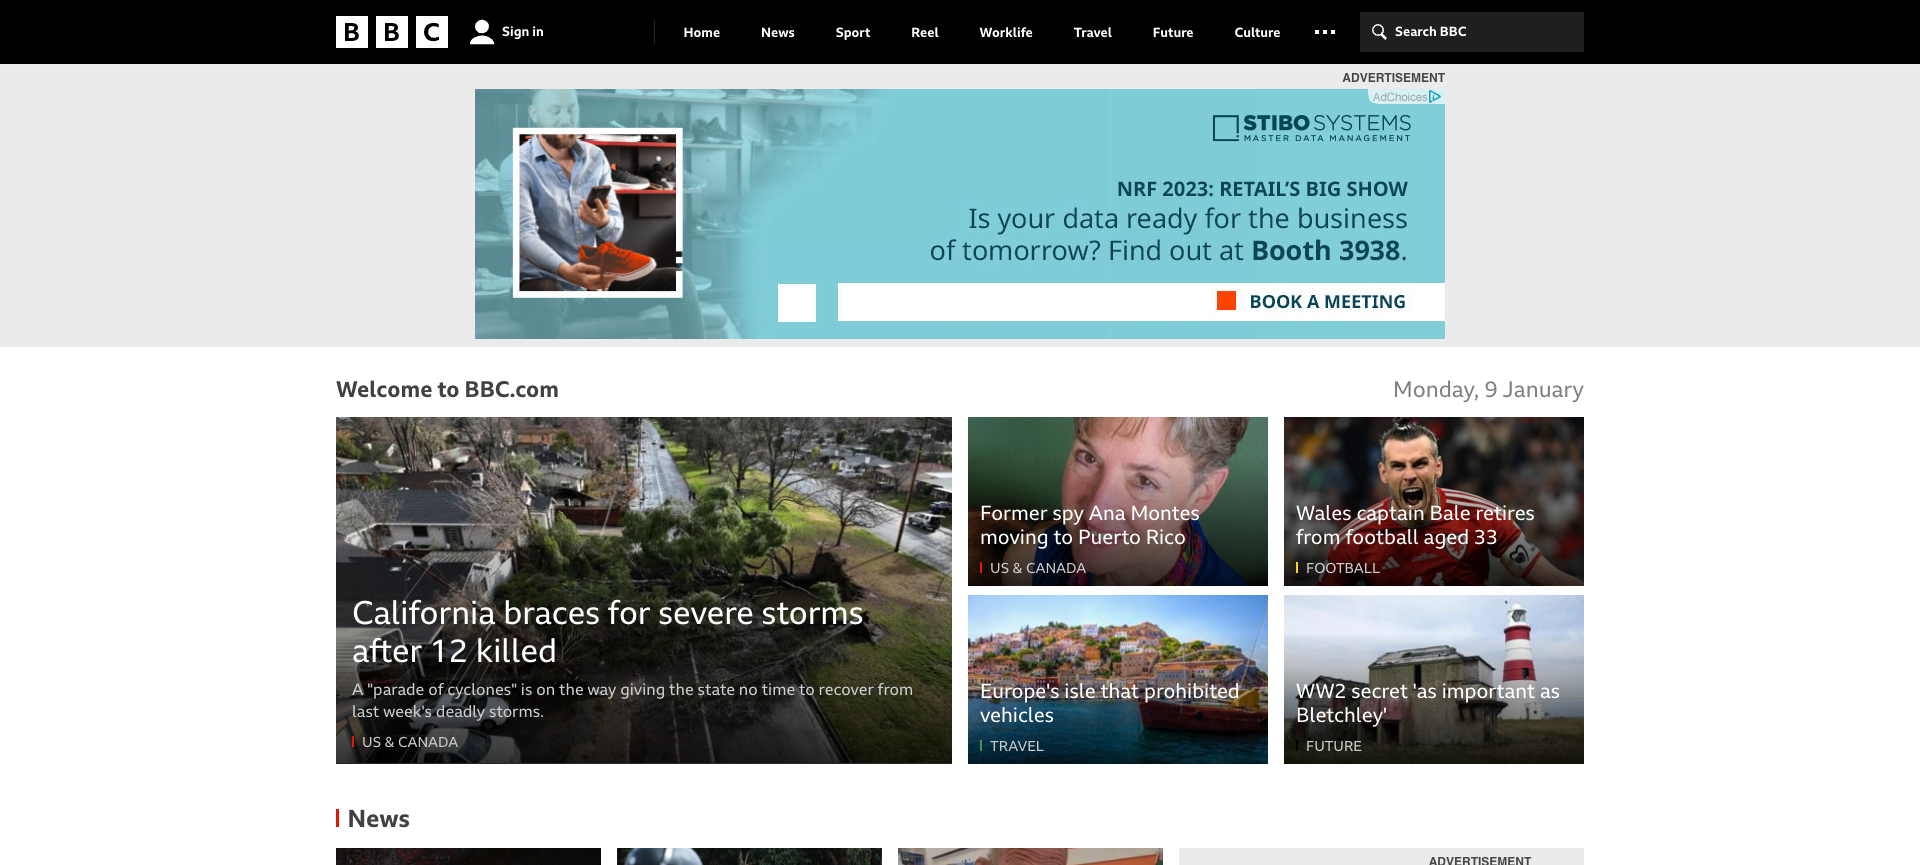 BBC
Sign in
Home
News
Sport
Reel
Worklife
Travel
Future
Culture
Search BBC
ADVERTISEMENT
AdChoices
STIBO SYSTEMS
MASTER DATA MANAGEMENT
NRF 2023: RETAIL'S BIG SHOW
Is your data ready for the business
of tomorrow? Find out at Booth 3938.
BOOK A MEETING
Welcome to BBC.com
Monday, 9 January
California braces for severe storms
after 12 killed
A "parade of cyclones" is on the way giving the state no time to recover from
last week's deadly storms.
US & CANADA
Former spy Ana Montes
moving to Puerto Rico
US & CANADA
Wales captain Bale retires
from football aged 33
FOOTBALL
Europe's isle that prohibited
vehicles
TRAVEL
WW2 secret 'as important as
Bletchley'
FUTURE
News
ADVERTISEMENT